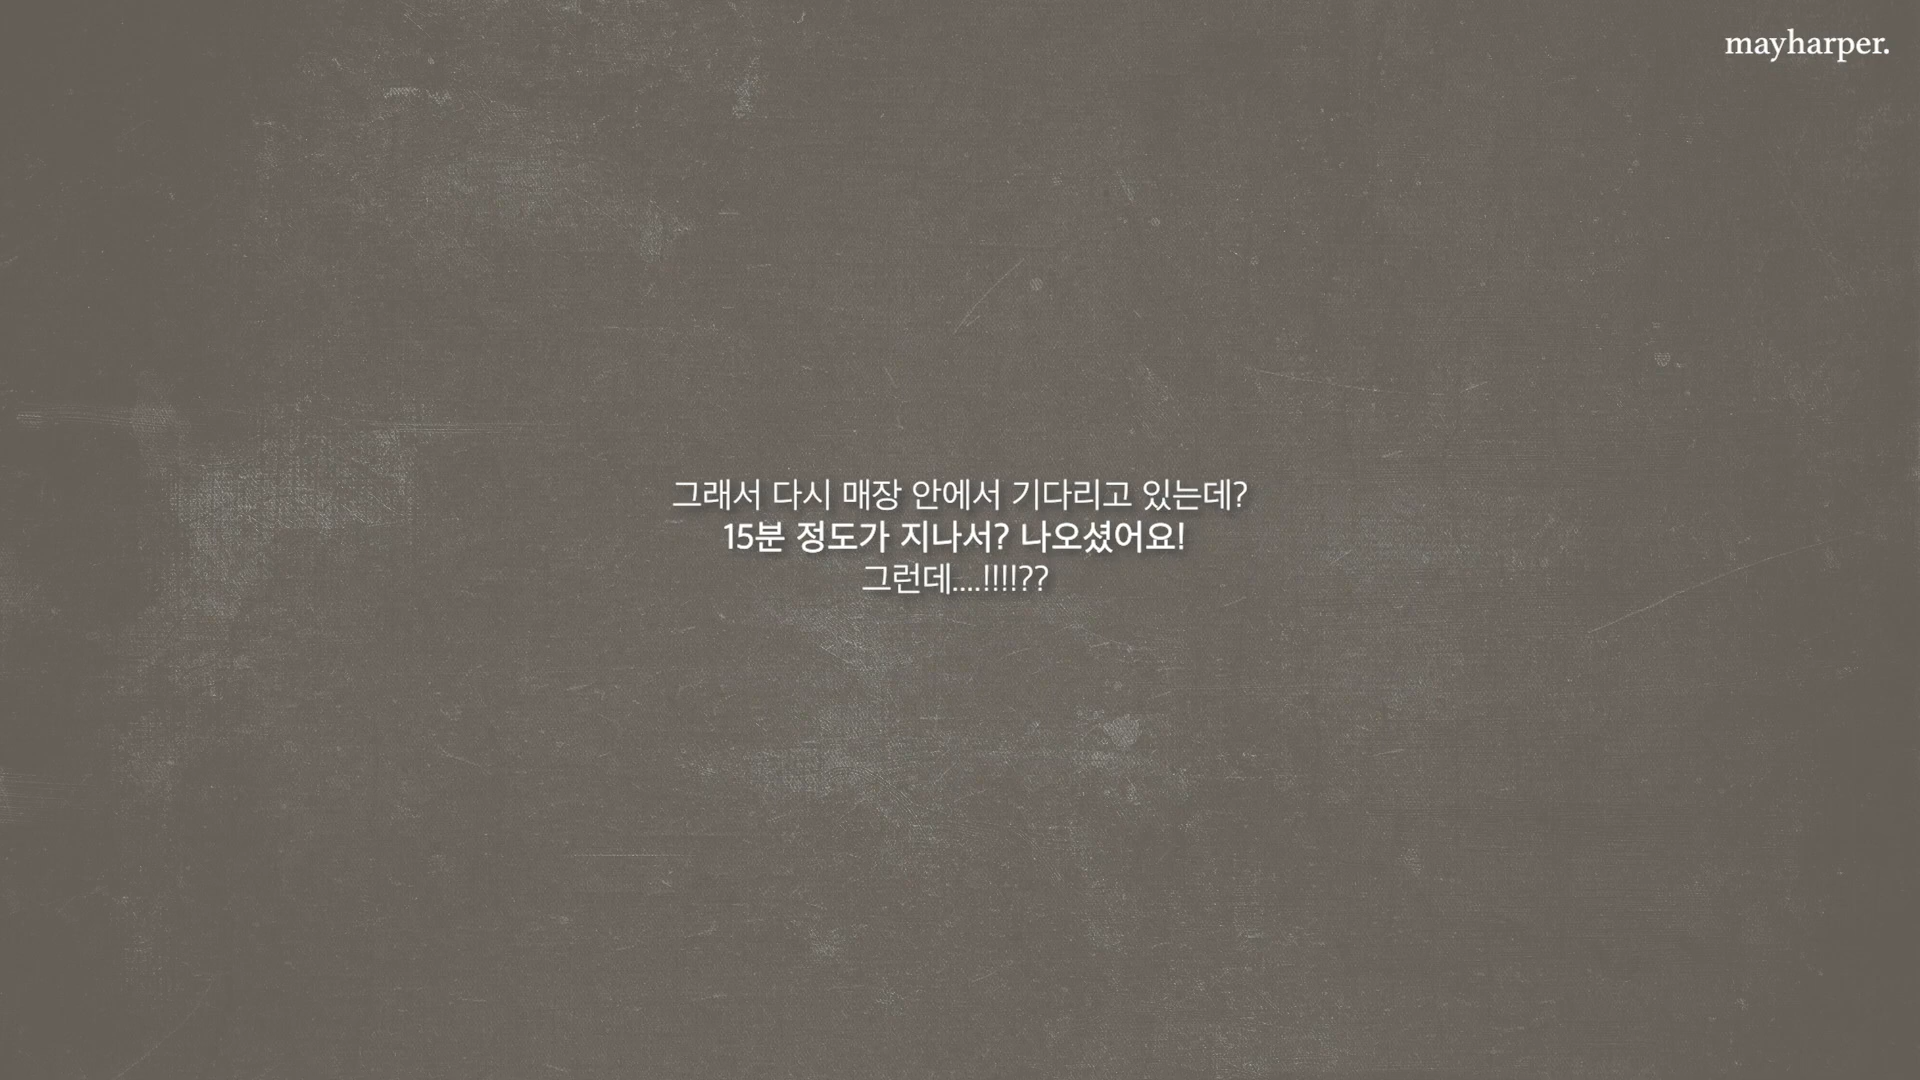 mayharper.
그래서 다시 매장 안에서 기다리고 있는데?
15분 정도가 지나서? 나오셨어요!
그런데....!!!!??